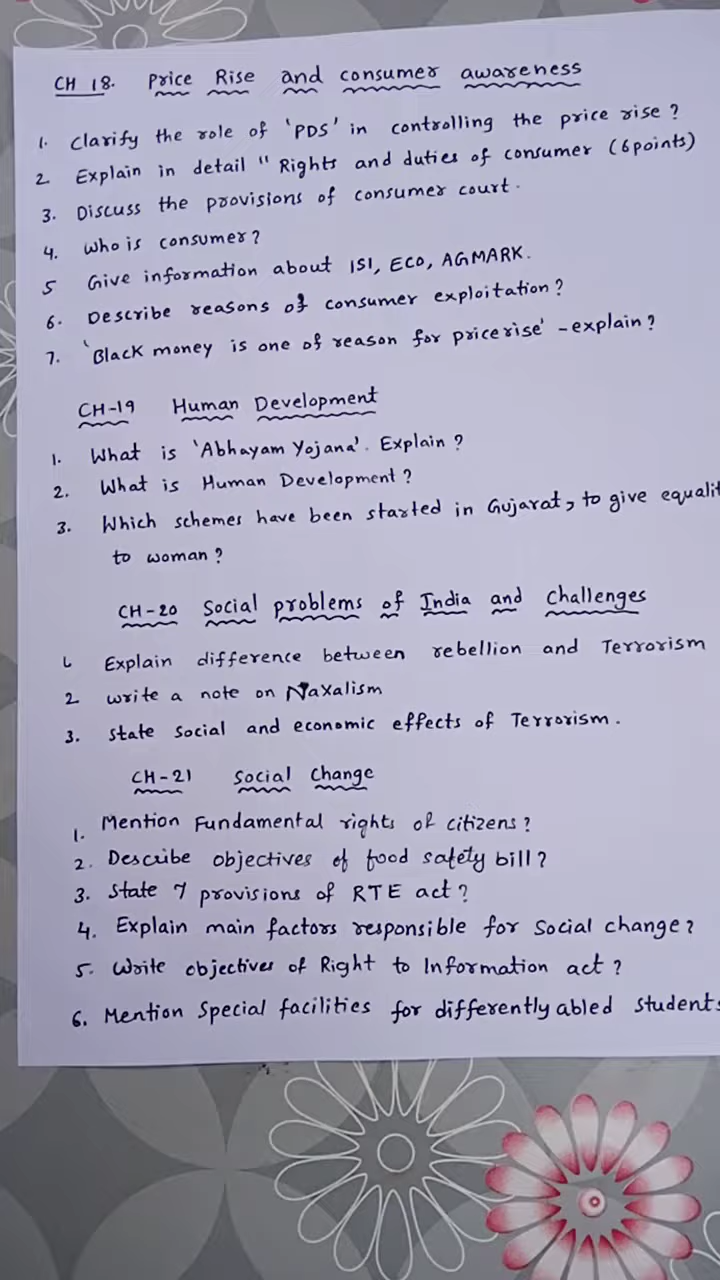 CH 18. Price Rise and consumer awareness
1. Clarify the role of 'PDS' in controlling the price rise?
2 Explain in detail " Rights and duties of consumer (6points)
3. Discuss the provisions of consumer court.
4. Who is consumer?
5 Give information about ISI, ECO, AGMARK.
6. Describe reasons of consumer exploitation?
7. 'Black money is one of reason for pricerise' - explain?
CH-19 Human Development
1. What is 'Abhayam Yojana'. Explain?
2. What is Human Development?
3. Which schemes have been started in Gujarat, to give equalit
to woman?
CH-20 Social problems of India and challenges
1 Explain difference between rebellion and Terrorism
2 write a note on Naxalism
3. State Social and economic effects of Terrorism.
CH-21 Social Change
1. Mention Fundamental rights of citizens?
2. Describe objectives of food safety bill?
3. State 7 provisions of RTE act?
4. Explain main factors responsible for Social change?
5. Write objectives of Right to Information act?
6. Mention Special facilities for differently abled students